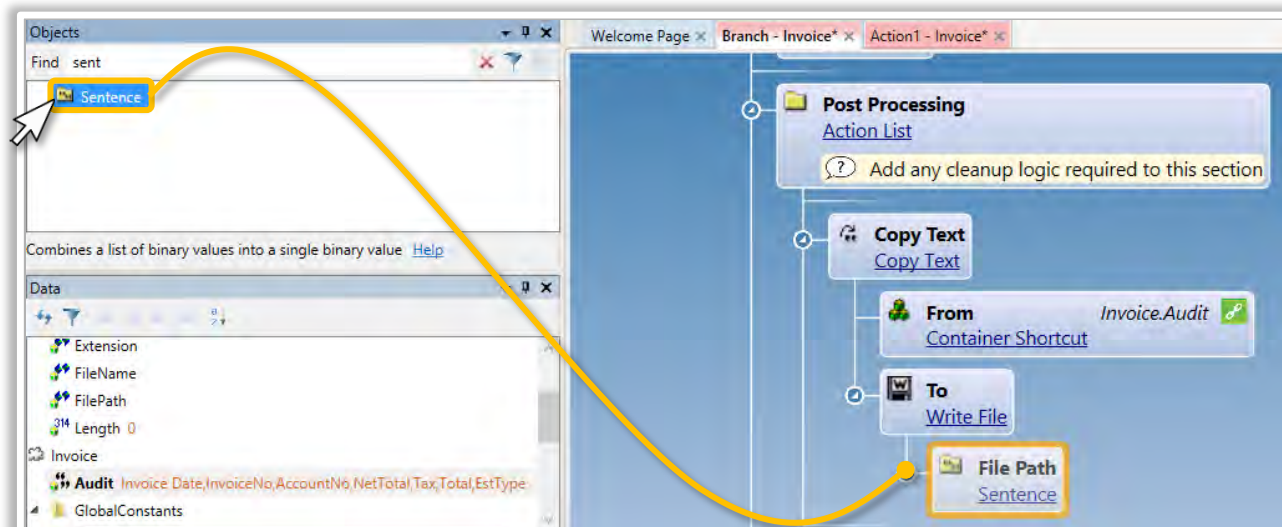 Objects
Find sent
Sentence
Combines a list of binary values into a single binary value Help
Data
Extension
FileName
FilePath
314 Length 0
Invoice
Audit Invoice Date,InvoiceNo,AccountNo,NetTotal,Tax,Total,EstType
GlobalConstants
Welcome Page Branch - Invoice* Action1 - Invoice*
Post Processing
Action List
Add any cleanup logic required to this section
Copy Text
Copy Text
From Invoice.Audit
Container Shortcut
To
Write File
File Path
Sentence